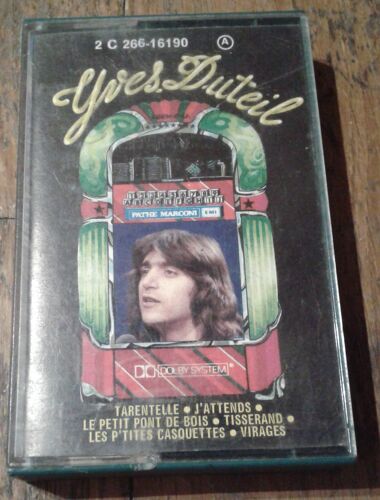 2 C 266-16190 A
Yves Duteil
PATHE MARCONI EMI
DOLBY SYSTEM®
TARENTELLE • J'ATTENDS •
LE PETIT PONT DE BOIS • TISSERAND •
LES P'TITES CASQUETTES • VIRAGES